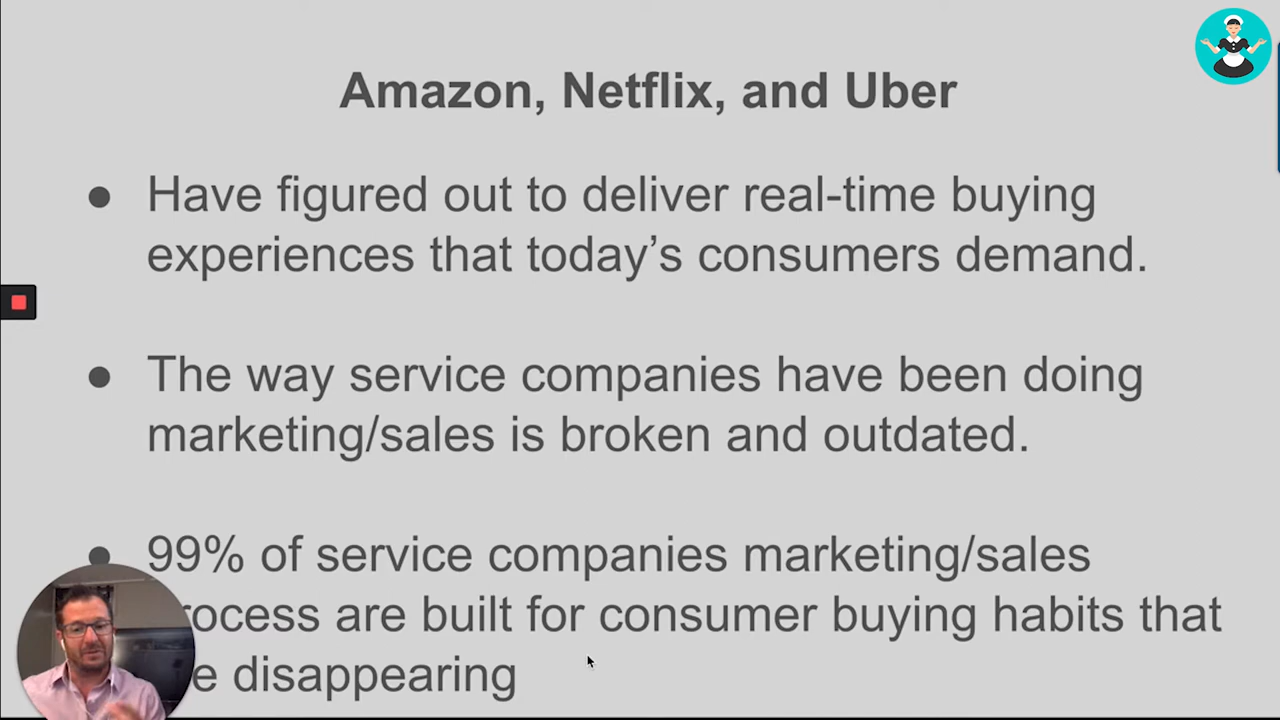 Amazon, Netflix, and Uber
● Have figured out to deliver real-time buying
experiences that today’s consumers demand.
● The way service companies have been doing
marketing/sales is broken and outdated.
● 99% of service companies marketing/sales
rocess are built for consumer buying habits that
e disappearing